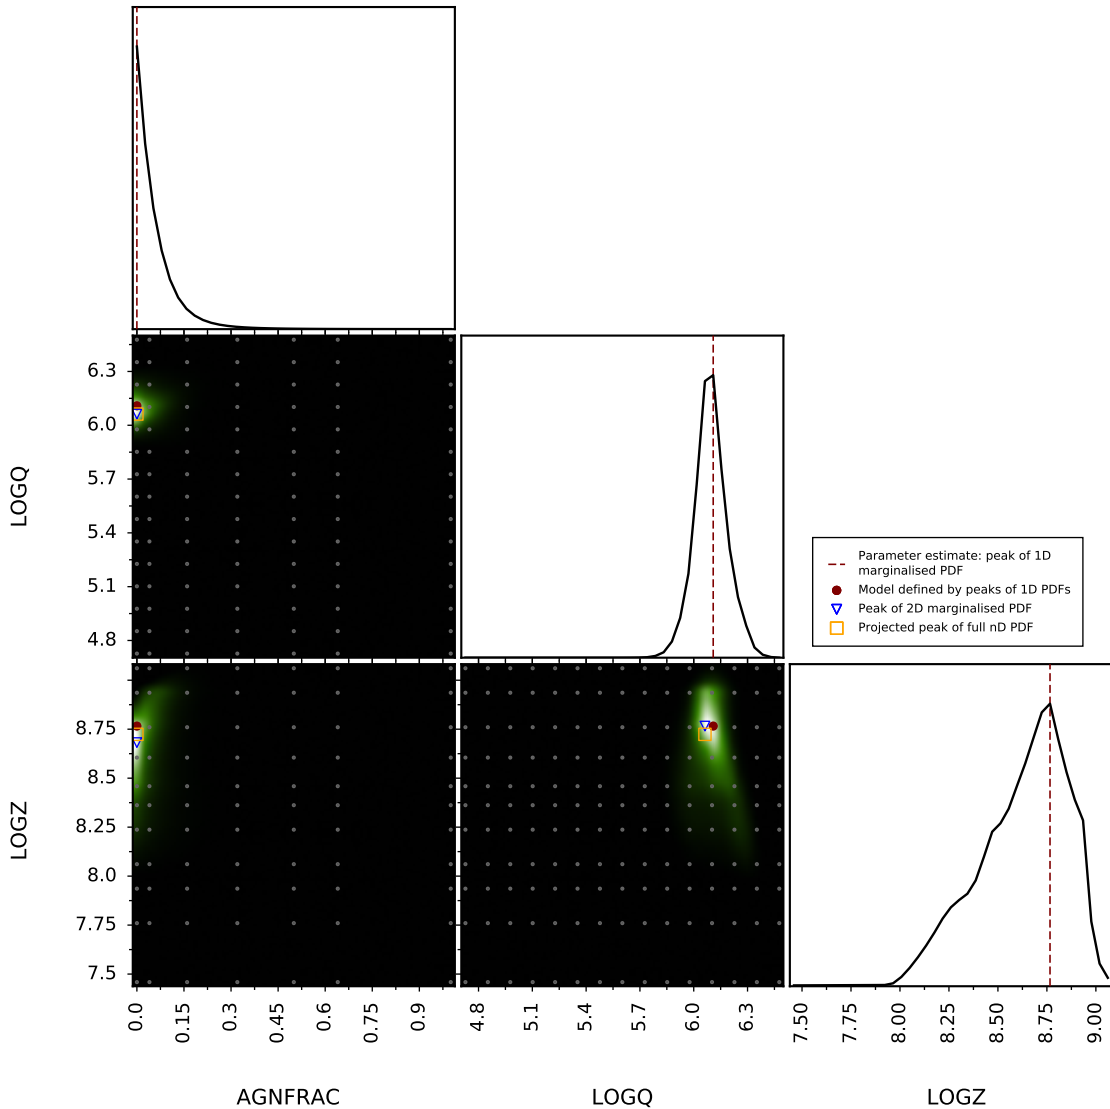 6.3
6.0
5.7
5.4
5.1
4.8
LOGQ
Parameter estimate: peak of 1D
marginalised PDF
Model defined by peaks of 1D PDFs
Peak of 2D marginalised PDF
Projected peak of full nD PDF
8.75
8.5
8.25
8.0
7.75
7.5
LOGZ
0.0 0.15 0.3 0.45 0.6 0.75 0.9
4.8 5.1 5.4 5.7 6.0 6.3
7.50 7.75 8.00 8.25 8.50 8.75 9.00
AGNFRAC
LOGQ
LOGZ